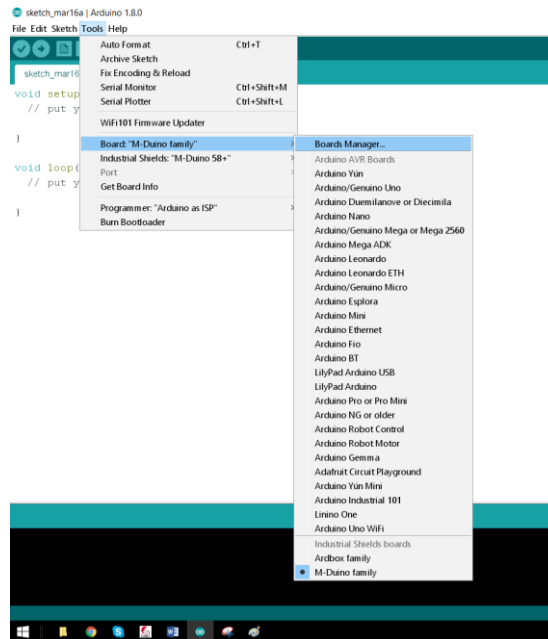 sketch_mar16a | Arduino 1.8.0
File Edit Sketch Tools Help
sketch_mar16
void setup
// put y
}
void loop(
// put y
}
Auto Format Ctrl+T
Archive Sketch
Fix Encoding & Reload
Serial Monitor Ctrl+Shift+M
Serial Plotter Ctrl+Shift+L
WiFi101 Firmware Updater
Board: "M-Duino family"
Industrial Shields: "M-Duino 58+"
Port
Get Board Info
Programmer: "Arduino as ISP"
Burn Bootloader
Boards Manager...
Arduino AVR Boards
Arduino Yún
Arduino/Genuino Uno
Arduino Duemilanove or Diecimila
Arduino Nano
Arduino/Genuino Mega or Mega 2560
Arduino Mega ADK
Arduino Leonardo
Arduino Leonardo ETH
Arduino/Genuino Micro
Arduino Esplora
Arduino Mini
Arduino Ethernet
Arduino Fio
Arduino BT
LilyPad Arduino USB
LilyPad Arduino
Arduino Pro or Pro Mini
Arduino NG or older
Arduino Robot Control
Arduino Robot Motor
Arduino Gemma
Adafruit Circuit Playground
Arduino Yún Mini
Arduino Industrial 101
Linino One
Arduino Uno WiFi
Industrial Shields boards
Ardbox family
M-Duino family